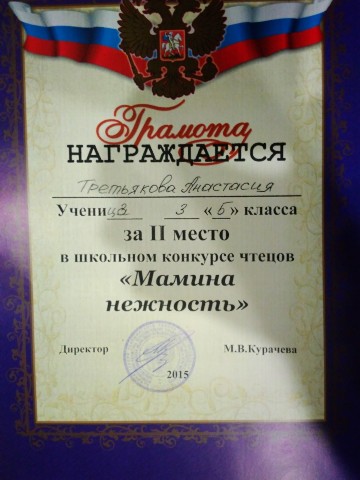 Грамота
НАГРАЖДАЕТСЯ
Третьякова Анастасия
Ученица 3 «Б» класса
за II место
в школьном конкурсе чтецов
«Мамина
нежность»
Директор М.В.Курачева
2015